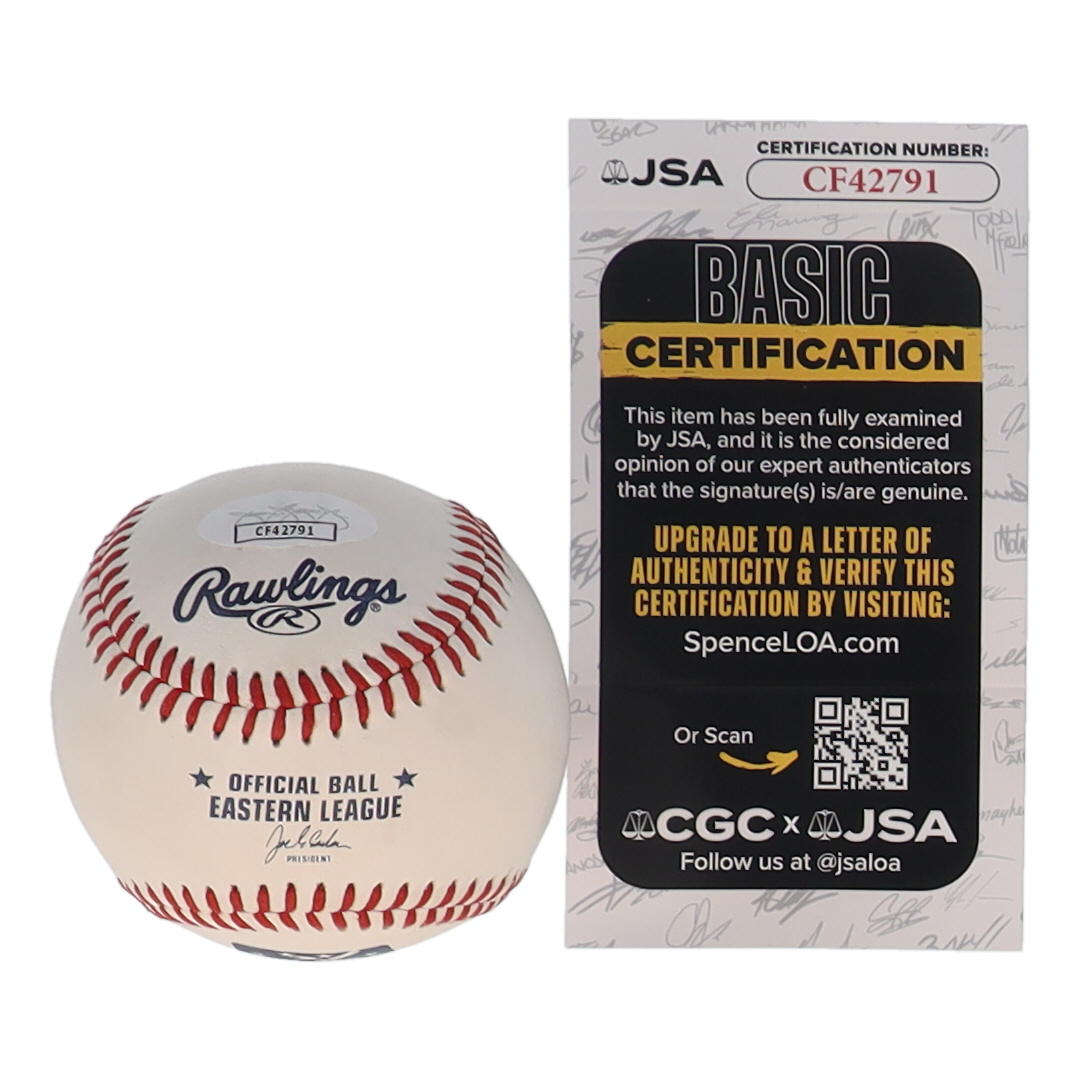 CF42791
Rawlings®
R
OFFICIAL BALL
EASTERN LEAGUE
PRESIDENT
JSA
CERTIFICATION NUMBER:
CF42791
BASIC
CERTIFICATION
This item has been fully examined
by JSA, and it is the considered
opinion of our expert authenticators
that the signature(s) is/are genuine.
UPGRADE TO A LETTER OF
AUTHENTICITY & VERIFY THIS
CERTIFICATION BY VISITING:
SpenceLOA.com
Or Scan
CGC x JSA
Follow us at @jsaloa